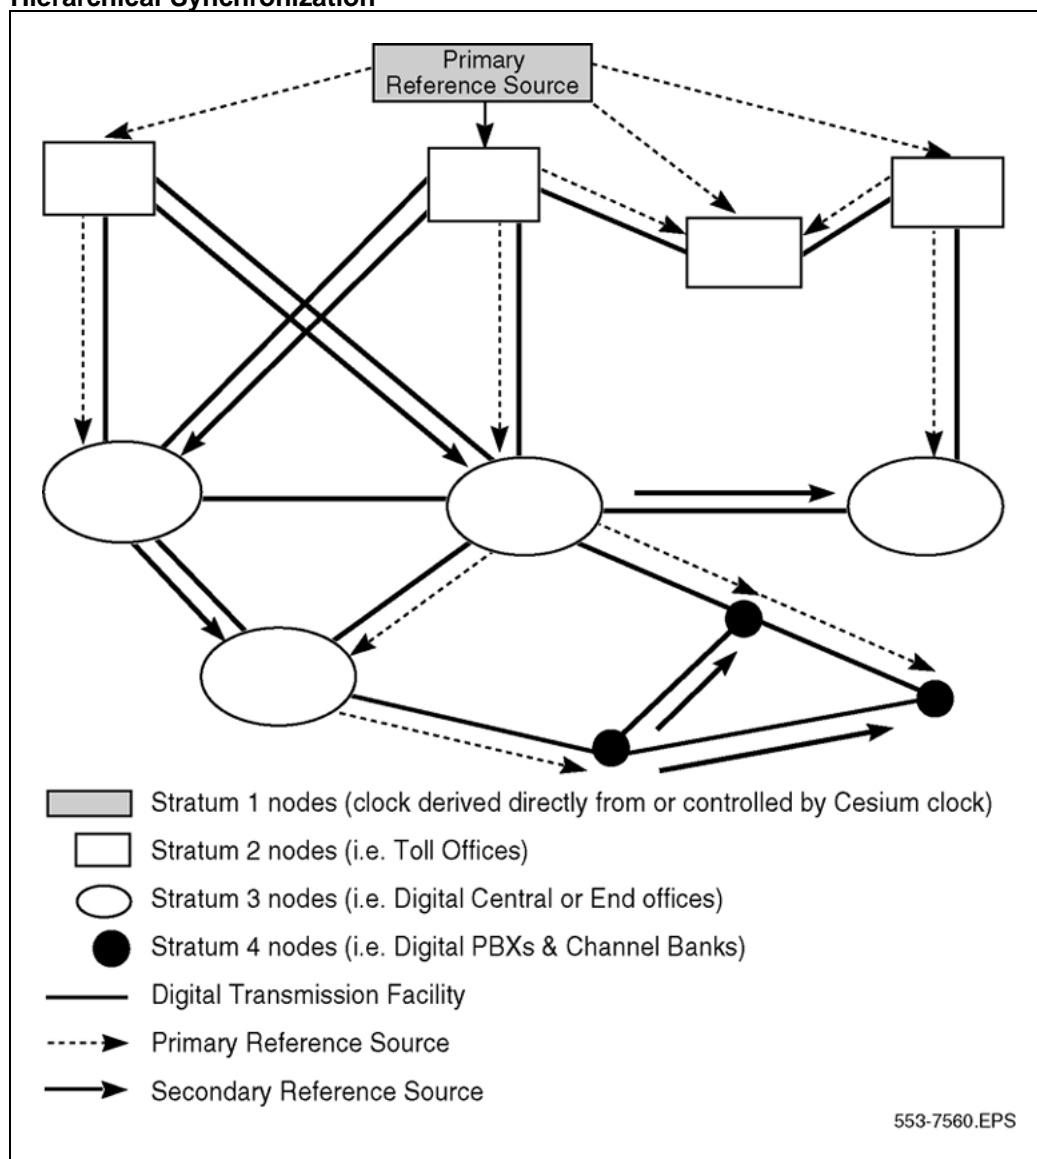 Hierarchical Synchronization
Primary
Reference Source
Stratum 1 nodes (clock derived directly from or controlled by Cesium clock)
Stratum 2 nodes (i.e. Toll Offices)
Stratum 3 nodes (i.e. Digital Central or End offices)
Stratum 4 nodes (i.e. Digital PBXs & Channel Banks)
Digital Transmission Facility
Primary Reference Source
Secondary Reference Source
553-7560.EPS